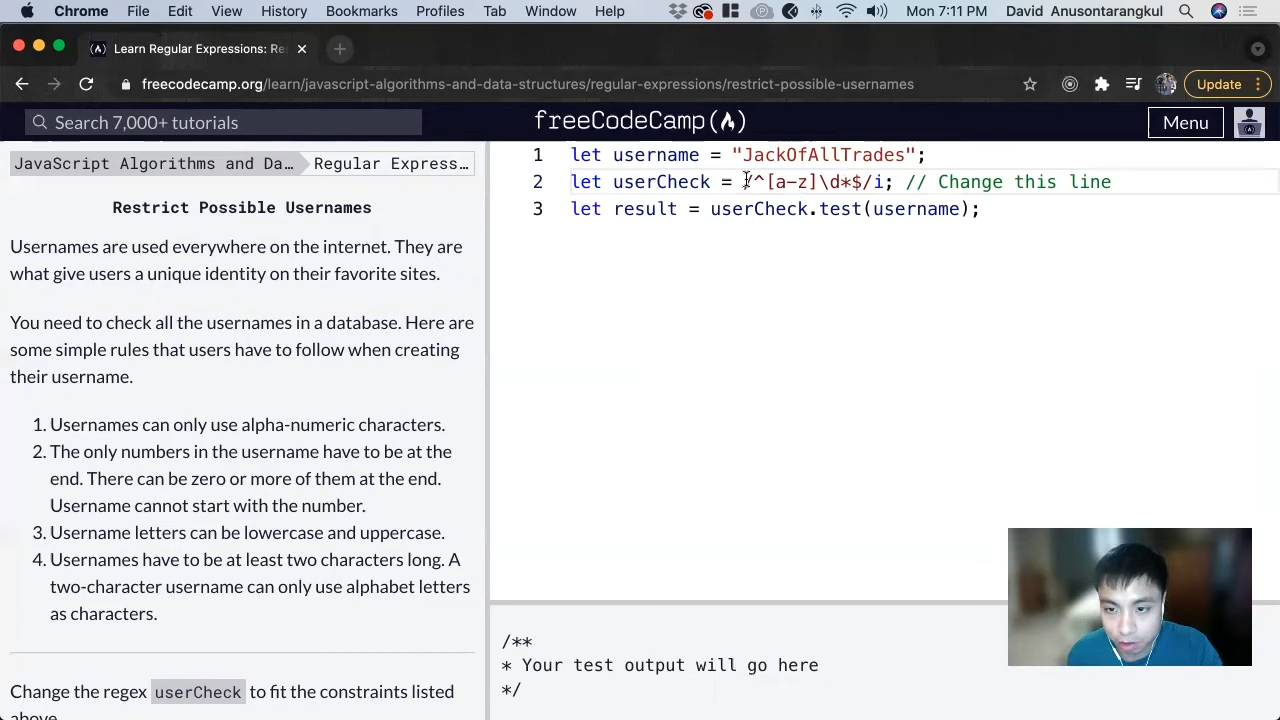 Chrome File Edit View History Bookmarks Profiles Tab Window Help Mon 7:11 PM David Anusontarangkul
Learn Regular Expressions: Re
freecodecamp.org/learn/javascript-algorithms-and-data-structures/regular-expressions/restrict-possible-usernames Update
Search 7,000+ tutorials freeCodeCamp Menu
JavaScript Algorithms and Da… Regular Express…
Restrict Possible Usernames
Usernames are used everywhere on the internet. They are
what give users a unique identity on their favorite sites.
You need to check all the usernames in a database. Here are
some simple rules that users have to follow when creating
their username.
1. Usernames can only use alpha-numeric characters.
2. The only numbers in the username have to be at the
end. There can be zero or more of them at the end.
Username cannot start with the number.
3. Username letters can be lowercase and uppercase.
4. Usernames have to be at least two characters long. A
two-character username can only use alphabet letters
as characters.
Change the regex userCheck to fit the constraints listed
above.
1 let username = "JackOfAllTrades";
2 let userCheck = /^[a-z]\d*$/i; // Change this line
3 let result = userCheck.test(username);
/**
* Your test output will go here
*/